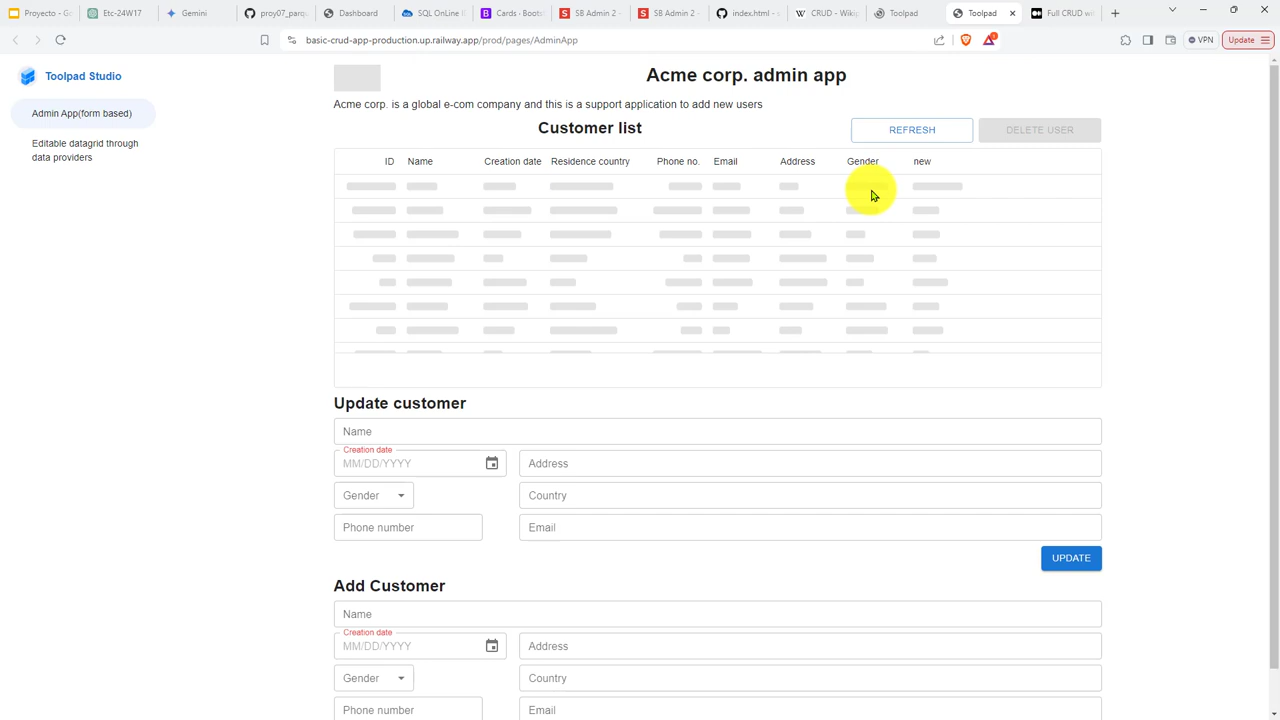 Proyecto - G
Etc-24W17
Gemini
proy07_parq
Dashboard
SQL OnLine ID
Cards · Boots
SB Admin 2 -
SB Admin 2 -
index.html - 
CRUD - Wikip
Toolpad
Toolpad
Full CRUD wit
basic-crud-app-production.up.railway.app/prod/pages/AdminApp
VPN
Update
Toolpad Studio
Admin App(form based)
Editable datagrid through
data providers
Acme corp. admin app
Acme corp. is a global e-com company and this is a support application to add new users
Customer list
REFRESH
DELETE USER
ID Name Creation date Residence country Phone no. Email Address Gender new
Update customer
Name
Creation date
MM/DD/YYYY
Address
Gender
Country
Phone number
Email
UPDATE
Add Customer
Name
Creation date
MM/DD/YYYY
Address
Gender
Country
Phone number
Email